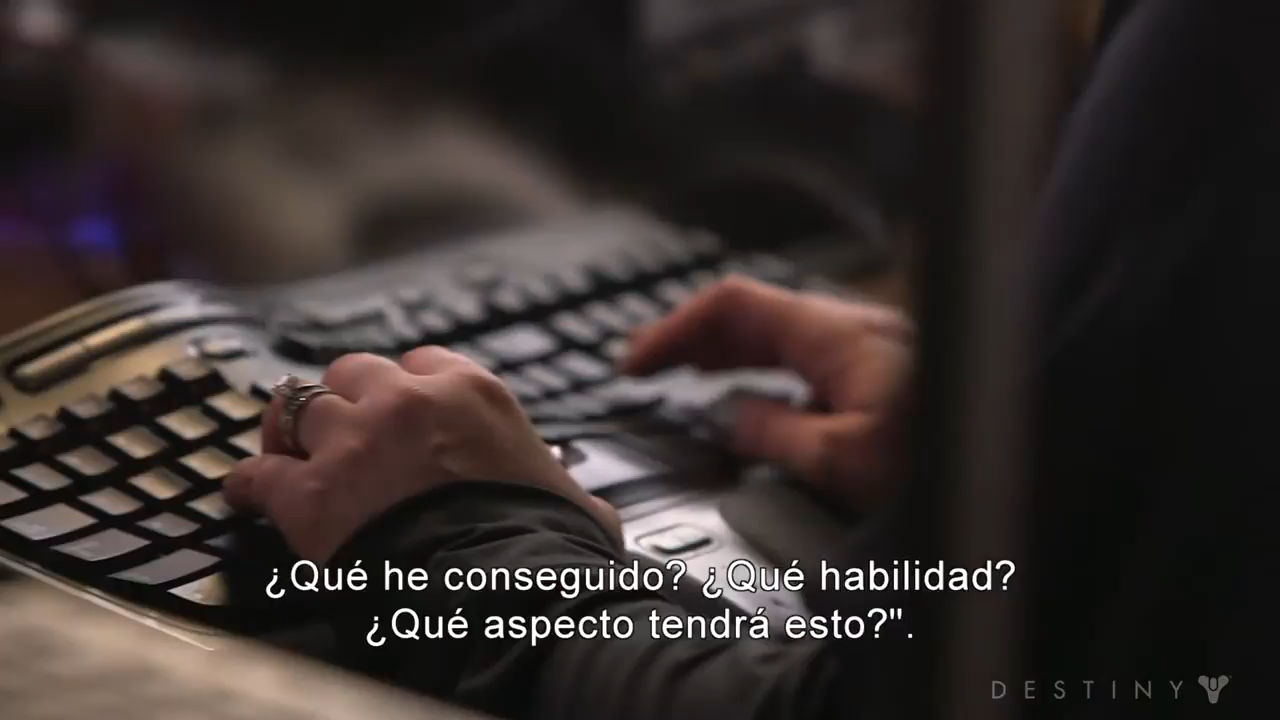 ¿Qué he conseguido? ¿Qué habilidad?
¿Qué aspecto tendrá esto?".
DESTINY